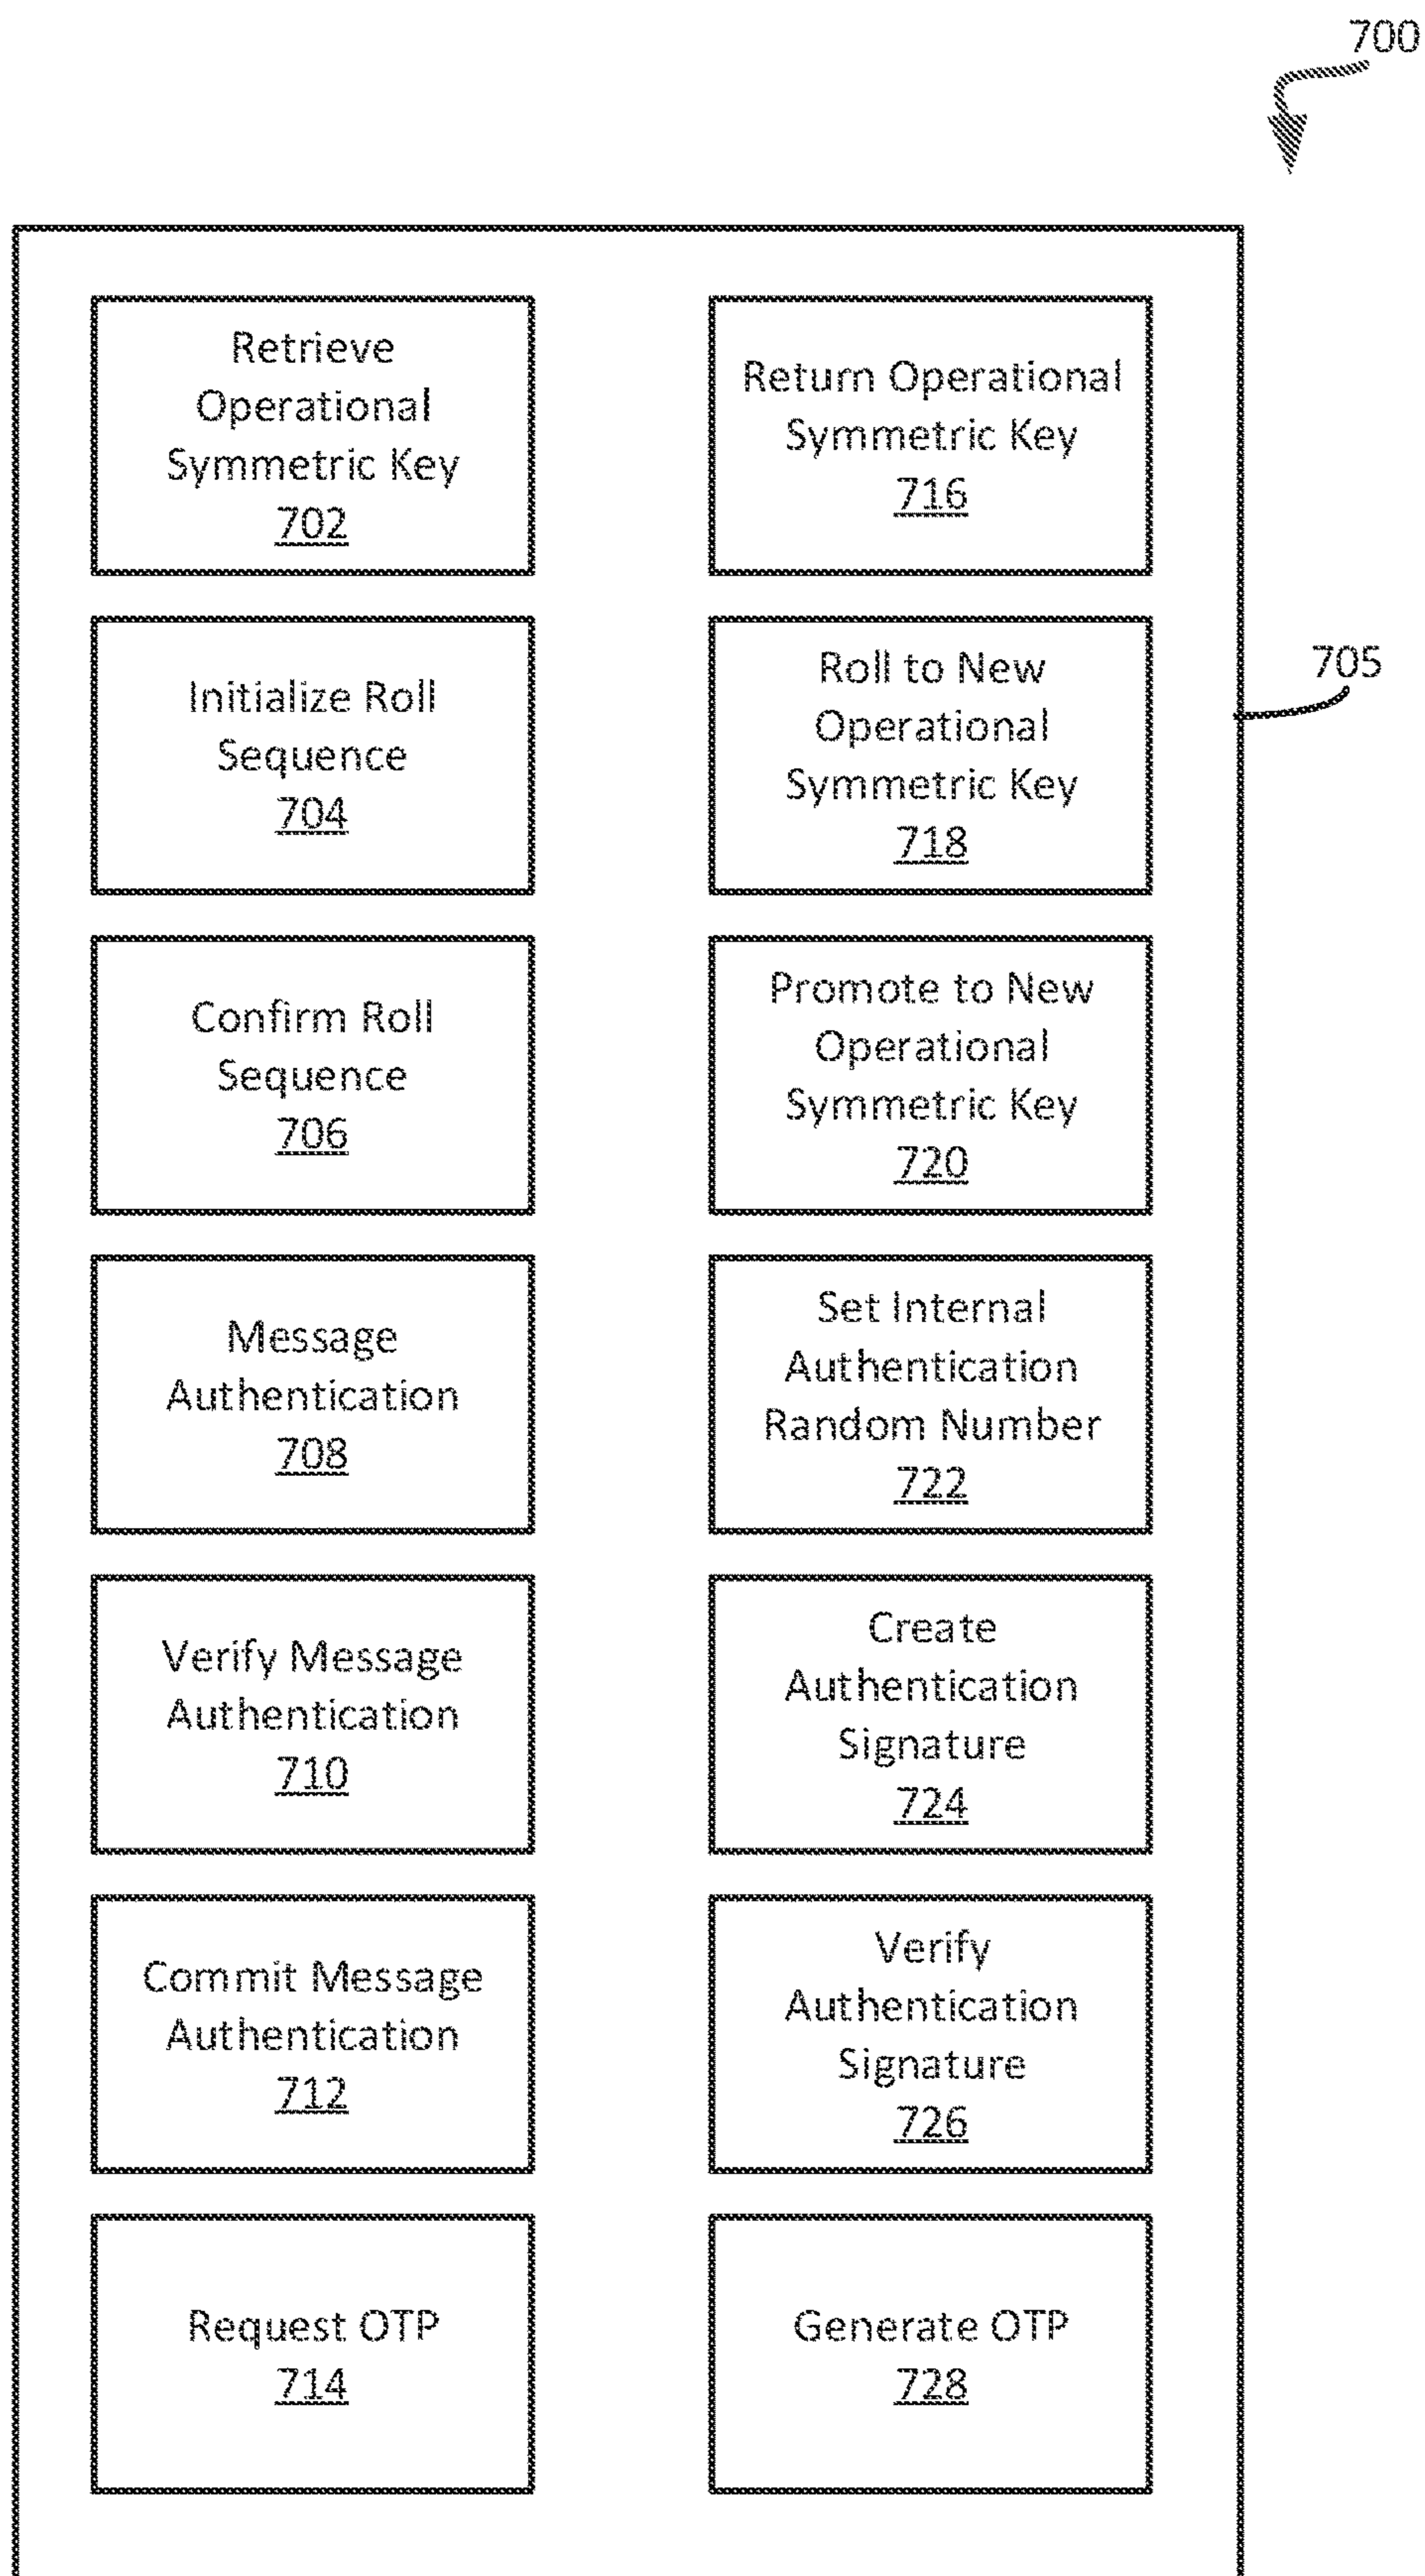 700
Retrieve
Operational
Symmetric Key
702
Return Operational
Symmetric Key
716
Initialize Roll
Sequence
704
Roll to New
Operational
Symmetric Key
718
705
Confirm Roll
Sequence
706
Promote to New
Operational
Symmetric Key
720
Message
Authentication
708
Set Internal
Authentication
Random Number
722
Verify Message
Authentication
710
Create
Authentication
Signature
724
Commit Message
Authentication
712
Verify
Authentication
Signature
726
Request OTP
714
Generate OTP
728